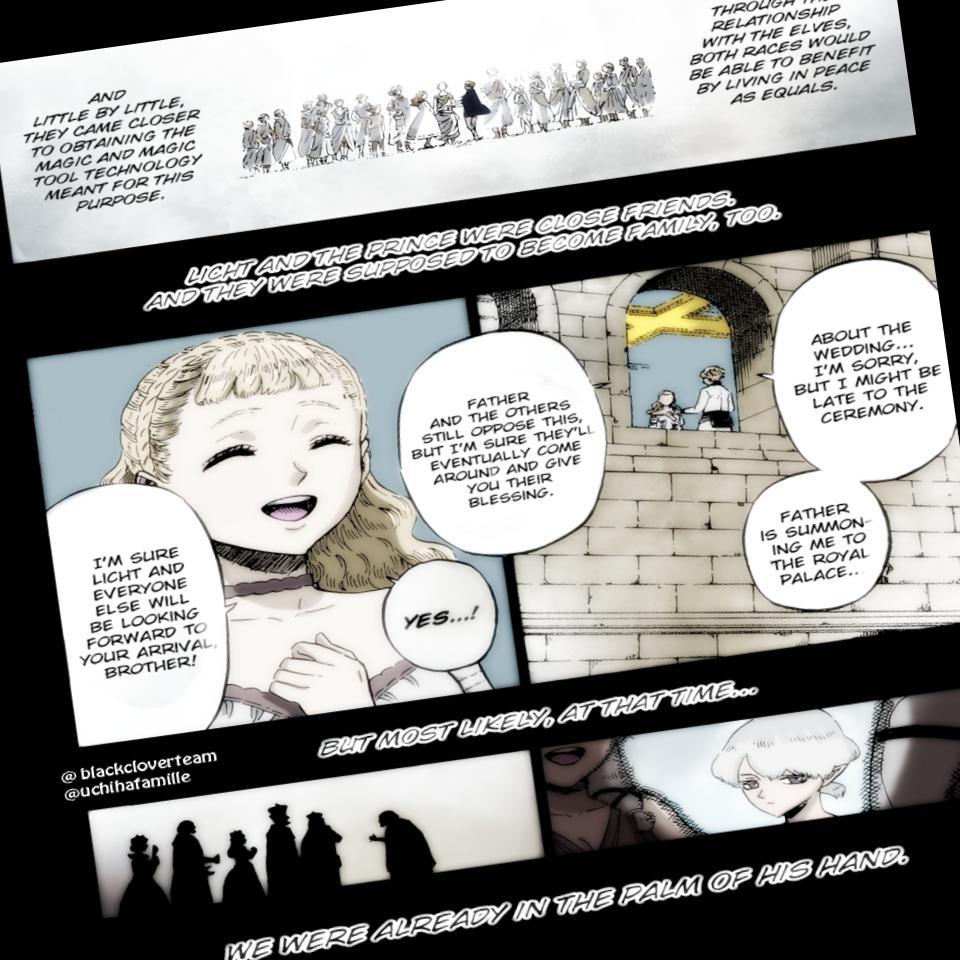 THROUGH THE
RELATIONSHIP
WITH THE ELVES,
BOTH RACES WOULD
BE ABLE TO BENEFIT
BY LIVING IN PEACE
AS EQUALS.
AND
LITTLE BY LITTLE,
THEY CAME CLOSER
TO OBTAINING THE
MAGIC AND MAGIC
TOOL TECHNOLOGY
MEANT FOR THIS
PURPOSE.
LICHT AND THE PRINCE WERE CLOSE FRIENDS.
AND THEY WERE SUPPOSED TO BECOME FAMILY, TOO.
ABOUT THE
WEDDING...
I'M SORRY,
BUT I MIGHT BE
LATE TO THE
CEREMONY.
FATHER
IS SUMMON-
ING ME TO
THE ROYAL
PALACE...
FATHER
AND THE OTHERS
STILL OPPOSE THIS,
BUT I'M SURE THEY'LL
EVENTUALLY COME
AROUND AND GIVE
YOU THEIR
BLESSING.
YES...!
I'M SURE
LICHT AND
EVERYONE
ELSE WILL
BE LOOKING
FORWARD TO
YOUR ARRIVAL,
BROTHER!
BUT MOST LIKELY, AT THAT TIME...
@ blackcloverteam
@uchihafamille
WE WERE ALREADY IN THE PALM OF HIS HAND.